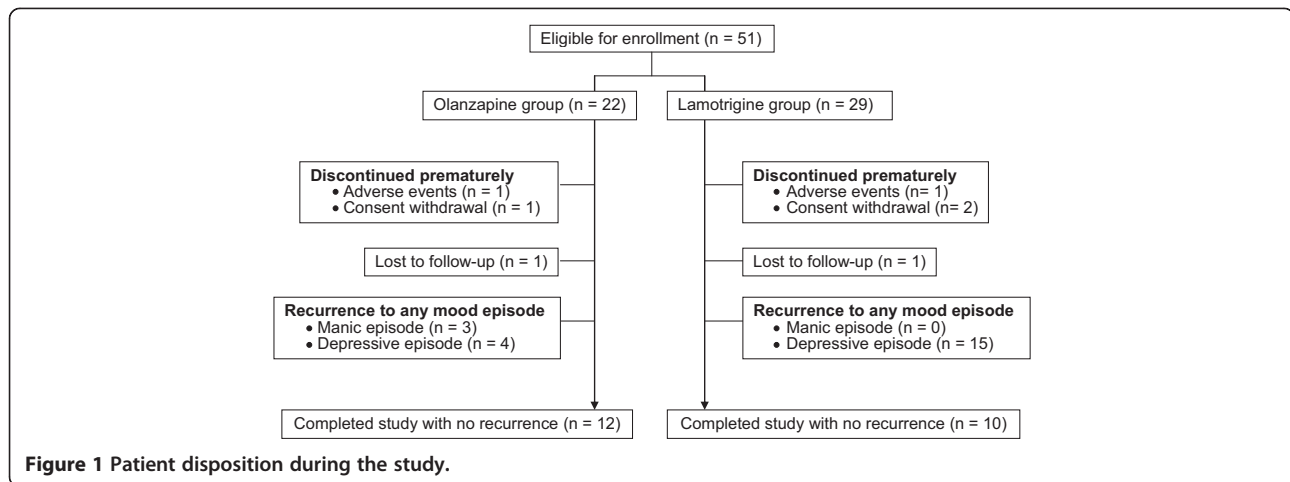 Eligible for enrollment (n = 51)
Olanzapine group (n = 22)
Lamotrigine group (n = 29)
Discontinued prematurely
• Adverse events (n = 1)
• Consent withdrawal (n = 1)
Discontinued prematurely
• Adverse events (n= 1)
• Consent withdrawal (n= 2)
Lost to follow-up (n = 1)
Lost to follow-up (n = 1)
Recurrence to any mood episode
• Manic episode (n = 3)
• Depressive episode (n = 4)
Recurrence to any mood episode
• Manic episode (n = 0)
• Depressive episode (n = 15)
Completed study with no recurrence (n = 12)
Completed study with no recurrence (n = 10)
Figure 1 Patient disposition during the study.